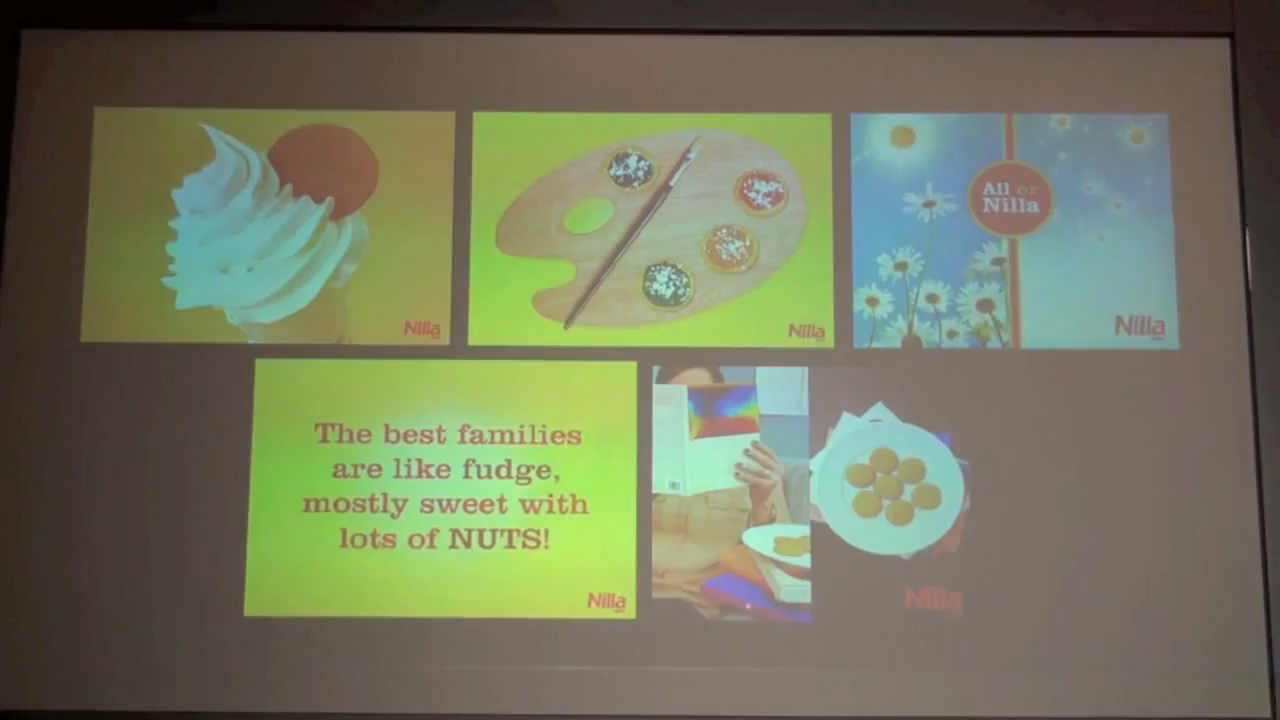 Nilla
Nilla
All or
Nilla
Nilla
The best families
are like fudge,
mostly sweet with
lots of NUTS!
Nilla
Nilla